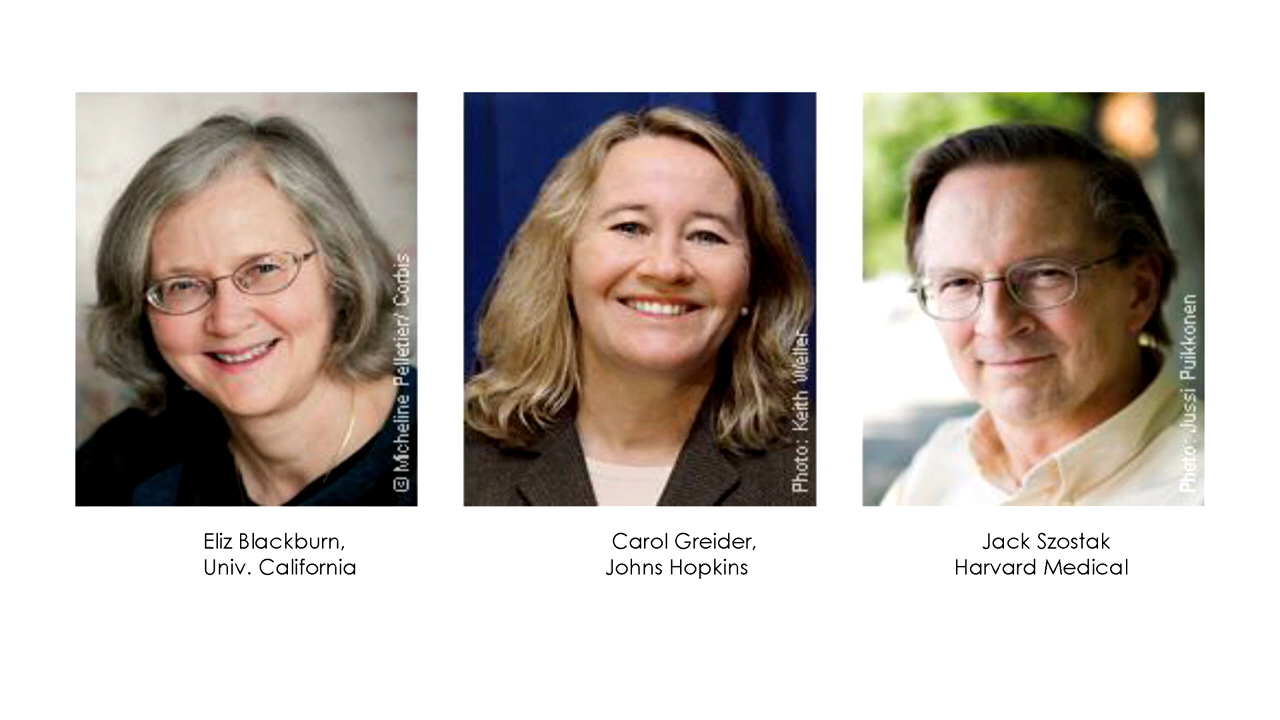 © Micheline Pelletier/ Corbis
Photo: Keith Weller
Photo: Jussi Puikkonen
Eliz Blackburn,
Univ. California
Carol Greider,
Johns Hopkins
Jack Szostak
Harvard Medical